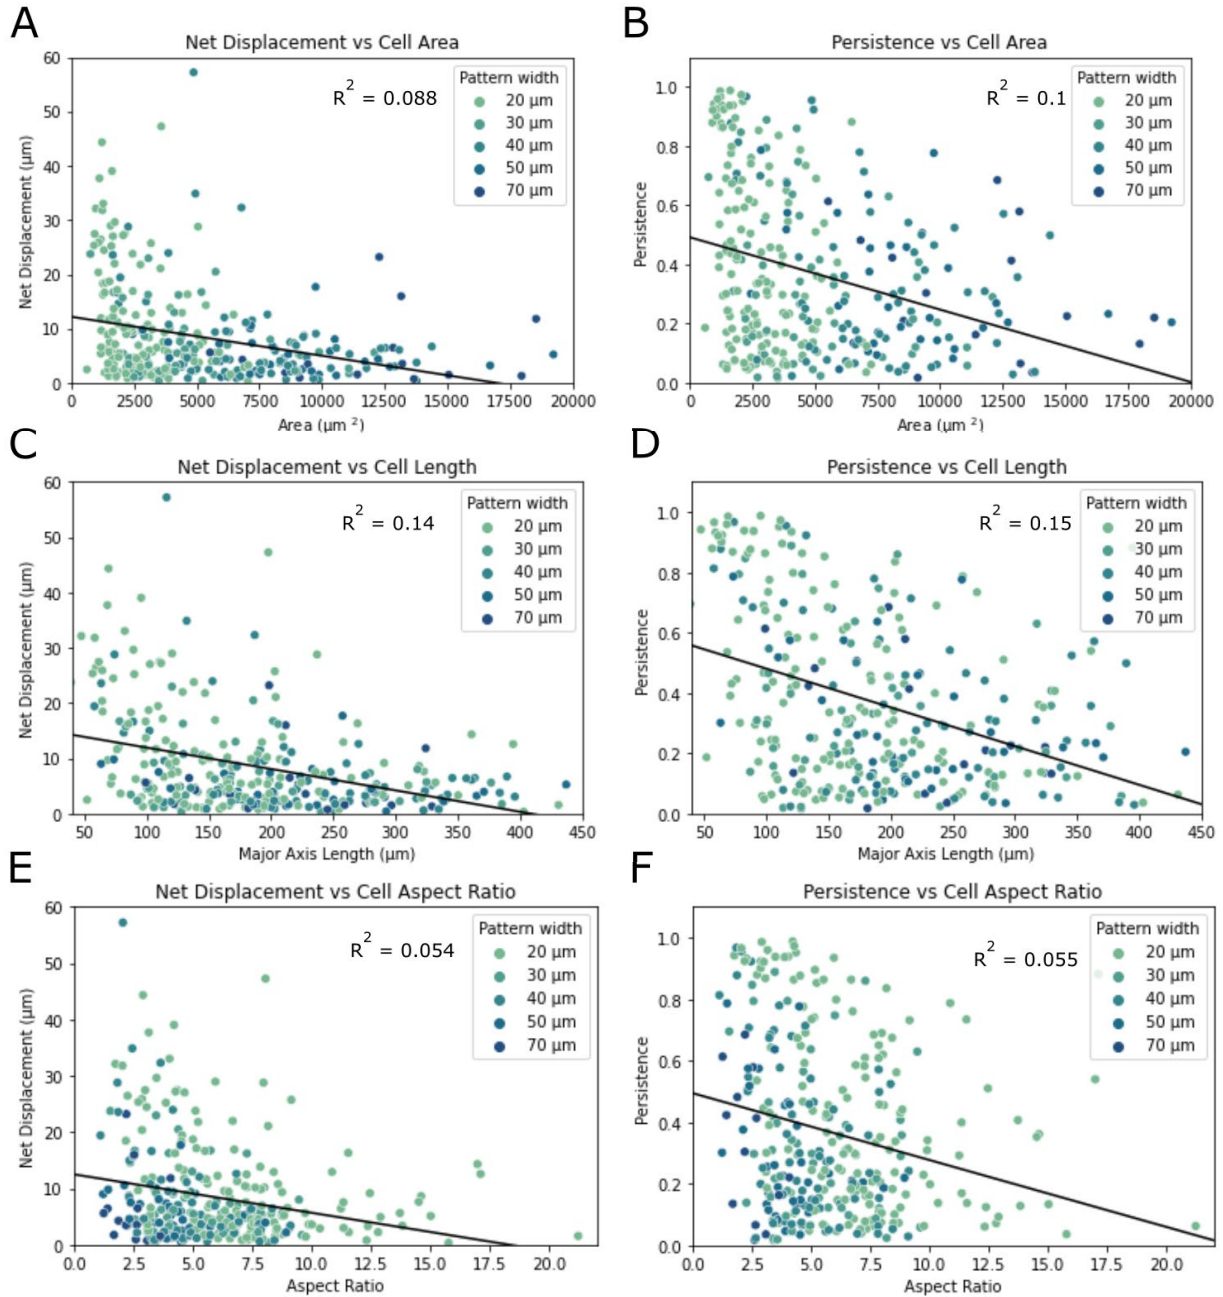 A
Net Displacement vs Cell Area
Net Displacement (μm)
60
50
40
30
20
10
0
R² = 0.088
Pattern width
20 μm
30 μm
40 μm
50 μm
70 μm
0 2500 5000 7500 10000 12500 15000 17500 20000
Area (μm ²)
B
Persistence vs Cell Area
Persistence
1.0
0.8
0.6
0.4
0.2
0.0
R² = 0.1
Pattern width
20 μm
30 μm
40 μm
50 μm
70 μm
0 2500 5000 7500 10000 12500 15000 17500 20000
Area (μm ²)
C
Net Displacement vs Cell Length
Net Displacement (μm)
60
50
40
30
20
10
0
R² = 0.14
Pattern width
20 μm
30 μm
40 μm
50 μm
70 μm
50 100 150 200 250 300 350 400 450
Major Axis Length (μm)
D
Persistence vs Cell Length
Persistence
1.0
0.8
0.6
0.4
0.2
0.0
R² = 0.15
Pattern width
20 μm
30 μm
40 μm
50 μm
70 μm
50 100 150 200 250 300 350 400 450
Major Axis Length (μm)
E
Net Displacement vs Cell Aspect Ratio
Net Displacement (μm)
60
50
40
30
20
10
0
R² = 0.054
Pattern width
20 μm
30 μm
40 μm
50 μm
70 μm
0.0 2.5 5.0 7.5 10.0 12.5 15.0 17.5 20.0
Aspect Ratio
F
Persistence vs Cell Aspect Ratio
Persistence
1.0
0.8
0.6
0.4
0.2
0.0
R² = 0.055
Pattern width
20 μm
30 μm
40 μm
50 μm
70 μm
0.0 2.5 5.0 7.5 10.0 12.5 15.0 17.5 20.0
Aspect Ratio